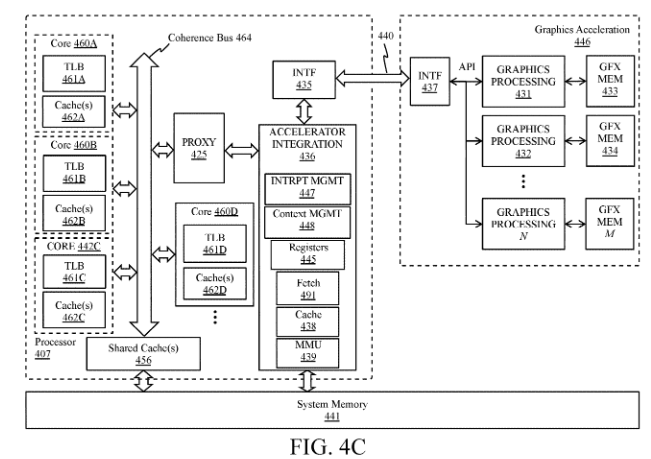 Core 460A
TLB
461A
Cache(s)
462A
Core 460B
TLB
461B
Cache(s)
462B
CORE 442C
TLB
461C
Cache(s)
462C
Processor
407
Coherence Bus 464
PROXY
425
Core 460D
TLB
461D
Cache(s)
462D
Shared Cache(s)
456
INTF
435
440
ACCELERATOR
INTEGRATION
436
INTRPT MGMT
447
Context MGMT
448
Registers
445
Fetch
491
Cache
438
MMU
439
Graphics Acceleration
446
INTF
437
API
GRAPHICS
PROCESSING
431
GFX
MEM
433
GRAPHICS
PROCESSING
432
GFX
MEM
434
GRAPHICS
PROCESSING
N
GFX
MEM
M
System Memory
441
FIG. 4C